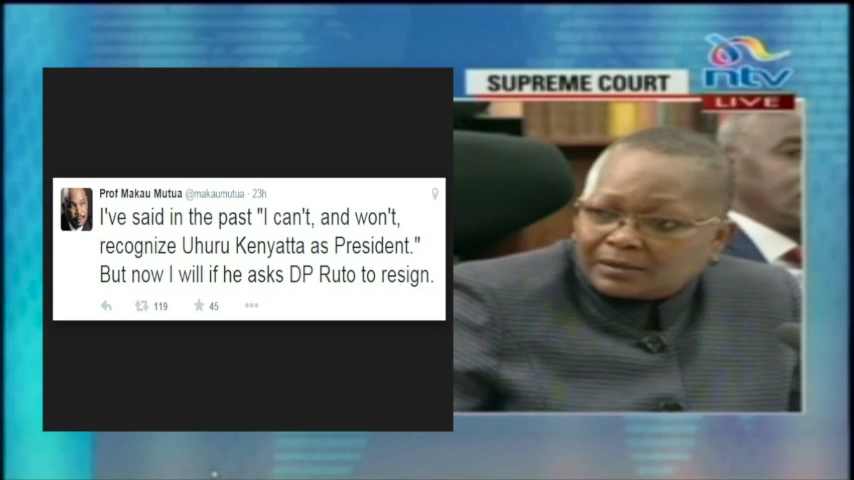 Prof Makau Mutua @makaumutua · 23h
I've said in the past "I can't, and won't,
recognize Uhuru Kenyatta as President."
But now I will if he asks DP Ruto to resign.
119 45
SUPREME COURT
ntv
LIVE